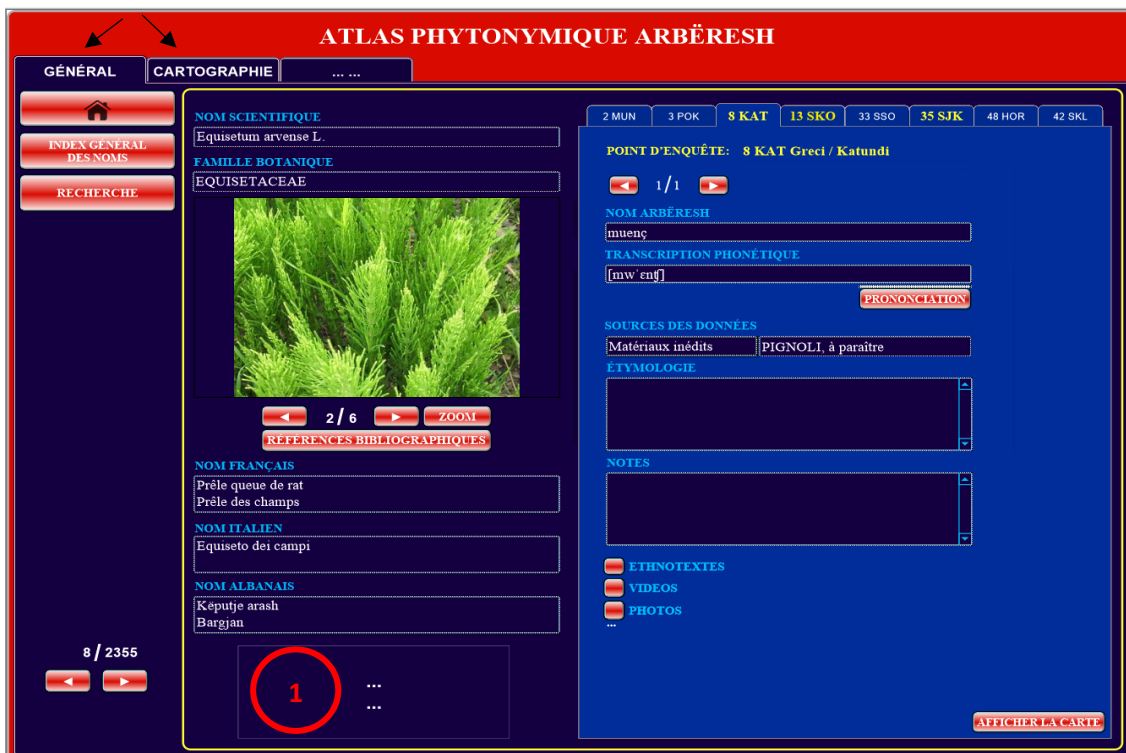 ATLAS PHYTONYMIQUE ARBËRESH
GÉNÉRAL
CARTOGRAPHIE
... ...
INDEX GÉNÉRAL
DES NOMS
RECHERCHE
8 / 2355
NOM SCIENTIFIQUE
Equisetum arvense L.
FAMILLE BOTANIQUE
EQUISETACEAE
2 / 6
ZOOM
RÉFÉRENCES BIBLIOGRAPHIQUES
NOM FRANÇAIS
Prêle queue de rat
Prêle des champs
NOM ITALIEN
Equiseto dei campi
NOM ALBANAIS
Këputje arash
Bargjan
1
...
...
2 MUN
3 POK
8 KAT
13 SKO
33 SSO
35 SJK
48 HOR
42 SKL
POINT D'ENQUÊTE: 8 KAT Greci / Katundi
1 / 1
NOM ARBËRESH
muenç
TRANSCRIPTION PHONÉTIQUE
[mwˈɛnʧ]
PRONONCIATION
SOURCES DES DONNÉES
Matériaux inédits
PIGNOLI, à paraître
ÉTYMOLOGIE
NOTES
ETHNOTEXTES
VIDEOS
PHOTOS
...
AFFICHER LA CARTE